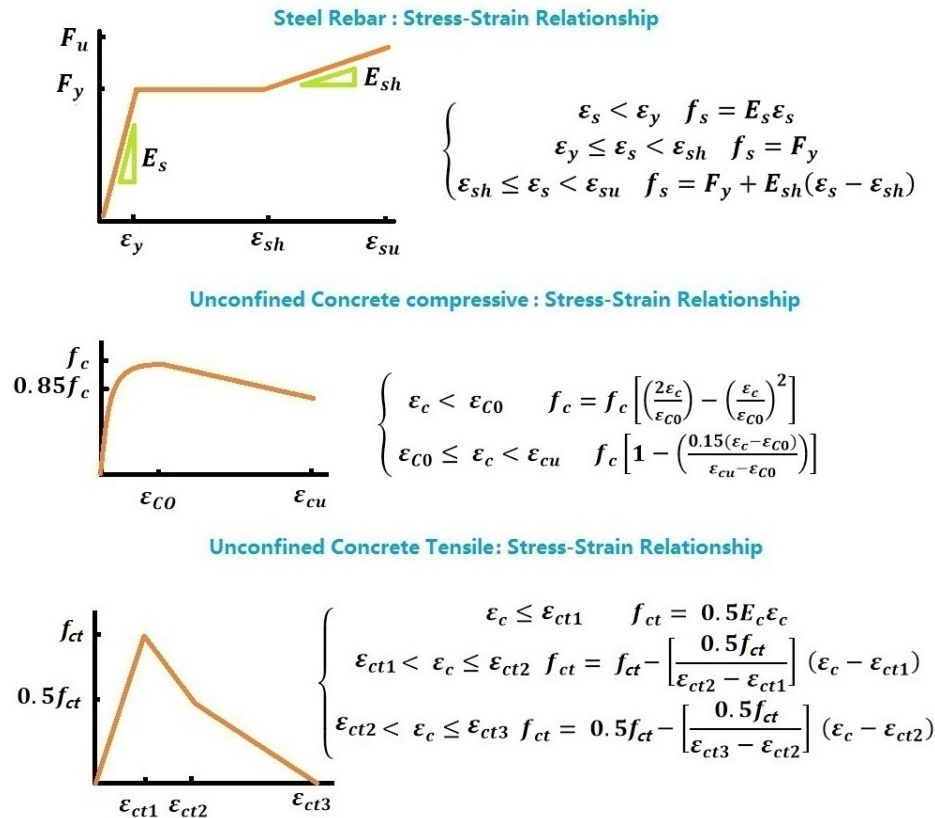 Steel Rebar : Stress-Strain Relationship
F_u
F_y
E_sh
E_s
ε_y
ε_sh
ε_su
ε_s < ε_y f_s = E_sε_s
ε_y ≤ ε_s < ε_sh f_s = F_y
ε_sh ≤ ε_s < ε_su f_s = F_y + E_sh(ε_s − ε_sh)
Unconfined Concrete compressive : Stress-Strain Relationship
f_c
0.85f_c
ε_CO
ε_cu
ε_c < ε_C0 f_c = f_c[(2ε_c/ε_C0) − (ε_c/ε_C0)^2]
ε_C0 ≤ ε_c < ε_cu f_c[1 − (0.15(ε_c−ε_C0)/ε_cu−ε_C0)]
Unconfined Concrete Tensile: Stress-Strain Relationship
f_ct
0.5f_ct
ε_ct1
ε_ct2
ε_ct3
ε_c ≤ ε_ct1 f_ct = 0.5E_cε_c
ε_ct1 < ε_c ≤ ε_ct2 f_ct = f_ct − [0.5f_ct/ε_ct2 − ε_ct1] (ε_c − ε_ct1)
ε_ct2 < ε_c ≤ ε_ct3 f_ct = 0.5f_ct − [0.5f_ct/ε_ct3 − ε_ct2] (ε_c − ε_ct2)